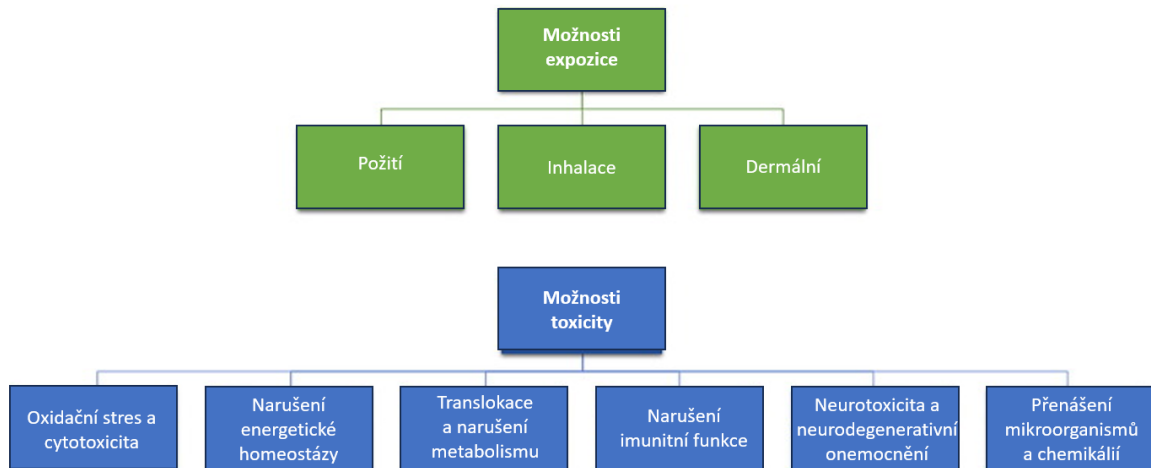 Možnosti
expozice
Požití
Inhalace
Dermální
Možnosti
toxicity
Oxidační stres a
cytotoxicita
Narušení
energetické
homeostázy
Translokace
a narušení
metabolismu
Narušení
imunitní funkce
Neurotoxicita a
neurodegenerativní
onemocnění
Přenášení
mikroorganismů
a chemikálií